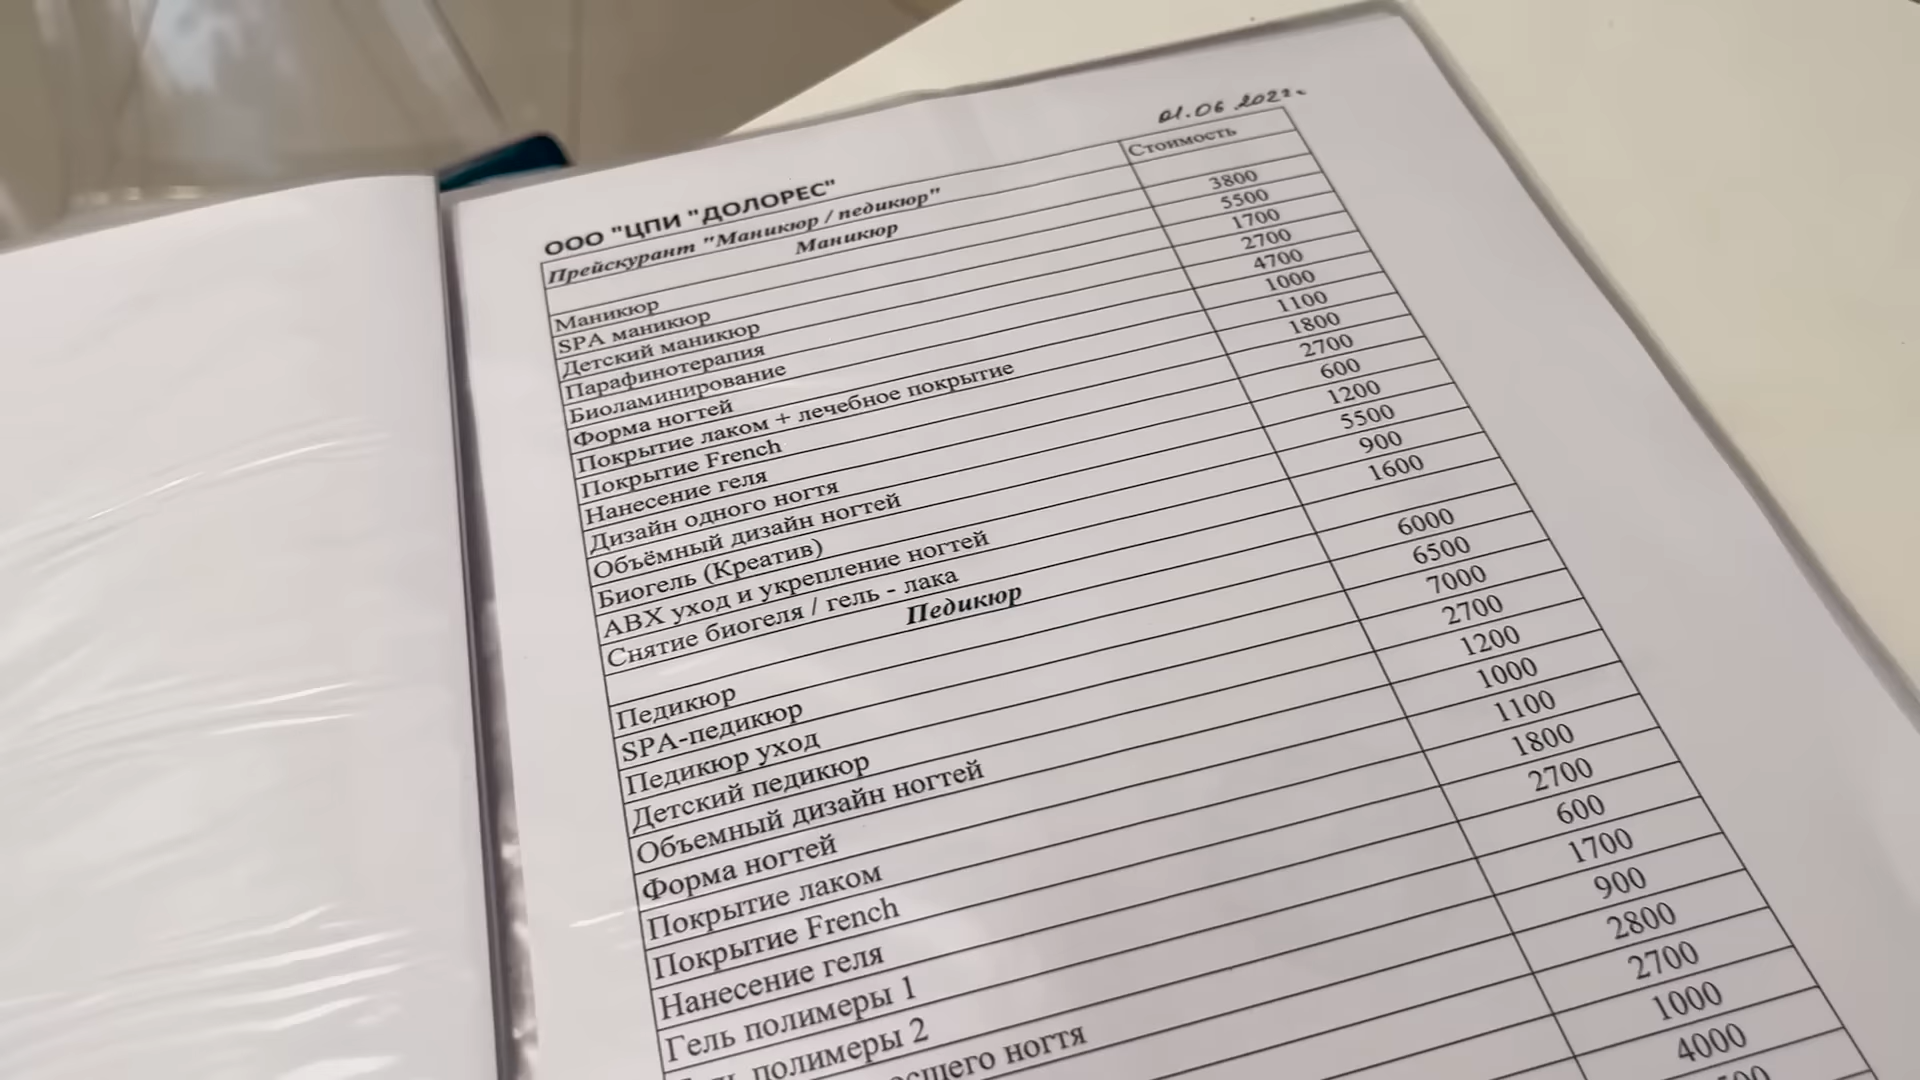 01.06 2022г
ООО "ЦПИ "ДОЛОРЕС"
Прейскурант "Маникюр / педикюр" Стоимость
Маникюр
Маникюр 3800
SPA маникюр 5500
Детский маникюр 1700
Парафинотерапия 2700
Биоламинирование 4700
Форма ногтей 1000
Покрытие лаком + лечебное покрытие 1100
Покрытие French 1800
Нанесение геля 2700
Дизайн одного ногтя 600
Объёмный дизайн ногтей 1200
Биогель (Креатив) 5500
АВХ уход и укрепление ногтей 900
Снятие биогеля / гель - лака 1600
Педикюр
Педикюр 6000
SPA-педикюр 6500
Педикюр уход 7000
Детский педикюр 2700
Объемный дизайн ногтей 1200
Форма ногтей 1000
Покрытие лаком 1100
Покрытие French 1800
Нанесение геля 2700
Гель полимеры 1 600
полимеры 2 1700
ногтя 900
2800
2700
1000
4000